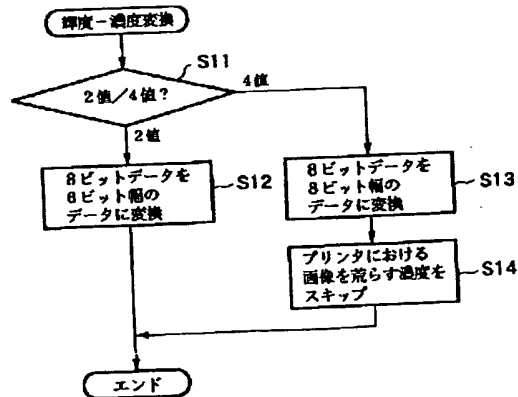 輝度－濃度変換
S11
2値／4値？
4値
2値
8ビットデータを
8ビット幅の
データに変換
S12
8ビットデータを
8ビット幅の
データに変換
S13
プリンタにおける
画像を荒らす濃度を
スキップ
S14
エンド